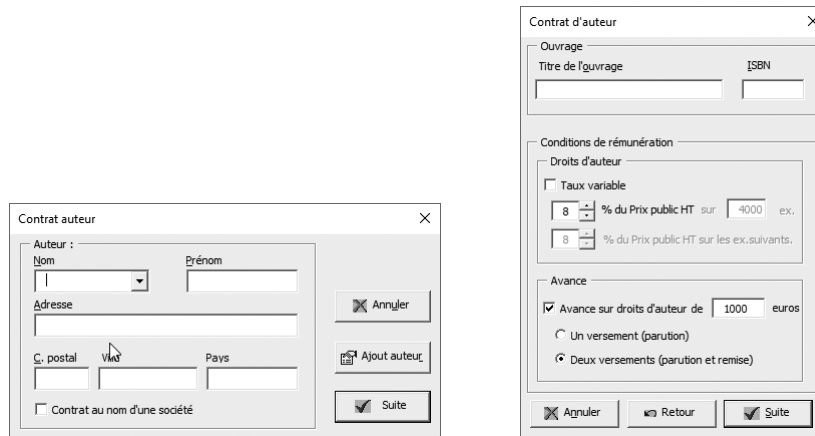 Contrat auteur
Auteur :
Nom
Prénom
Adresse
C. postal
Pays
Contrat au nom d'une société
Annuler
Ajout auteur
Suite
Contrat d'auteur
Ouvrage
Titre de l'ouvrage
ISBN
Conditions de rémunération
Droits d'auteur
Taux variable
8 % du Prix public HT sur 4000 ex.
8 % du Prix public HT sur les ex.suivants.
Avance
Avance sur droits d'auteur de 1000 euros
Un versement (parution)
Deux versements (parution et remise)
Annuler Retour Suite